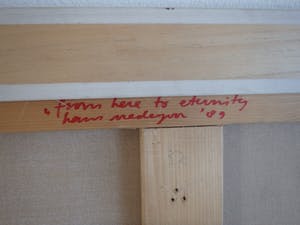 „from here to eternity
hans '89